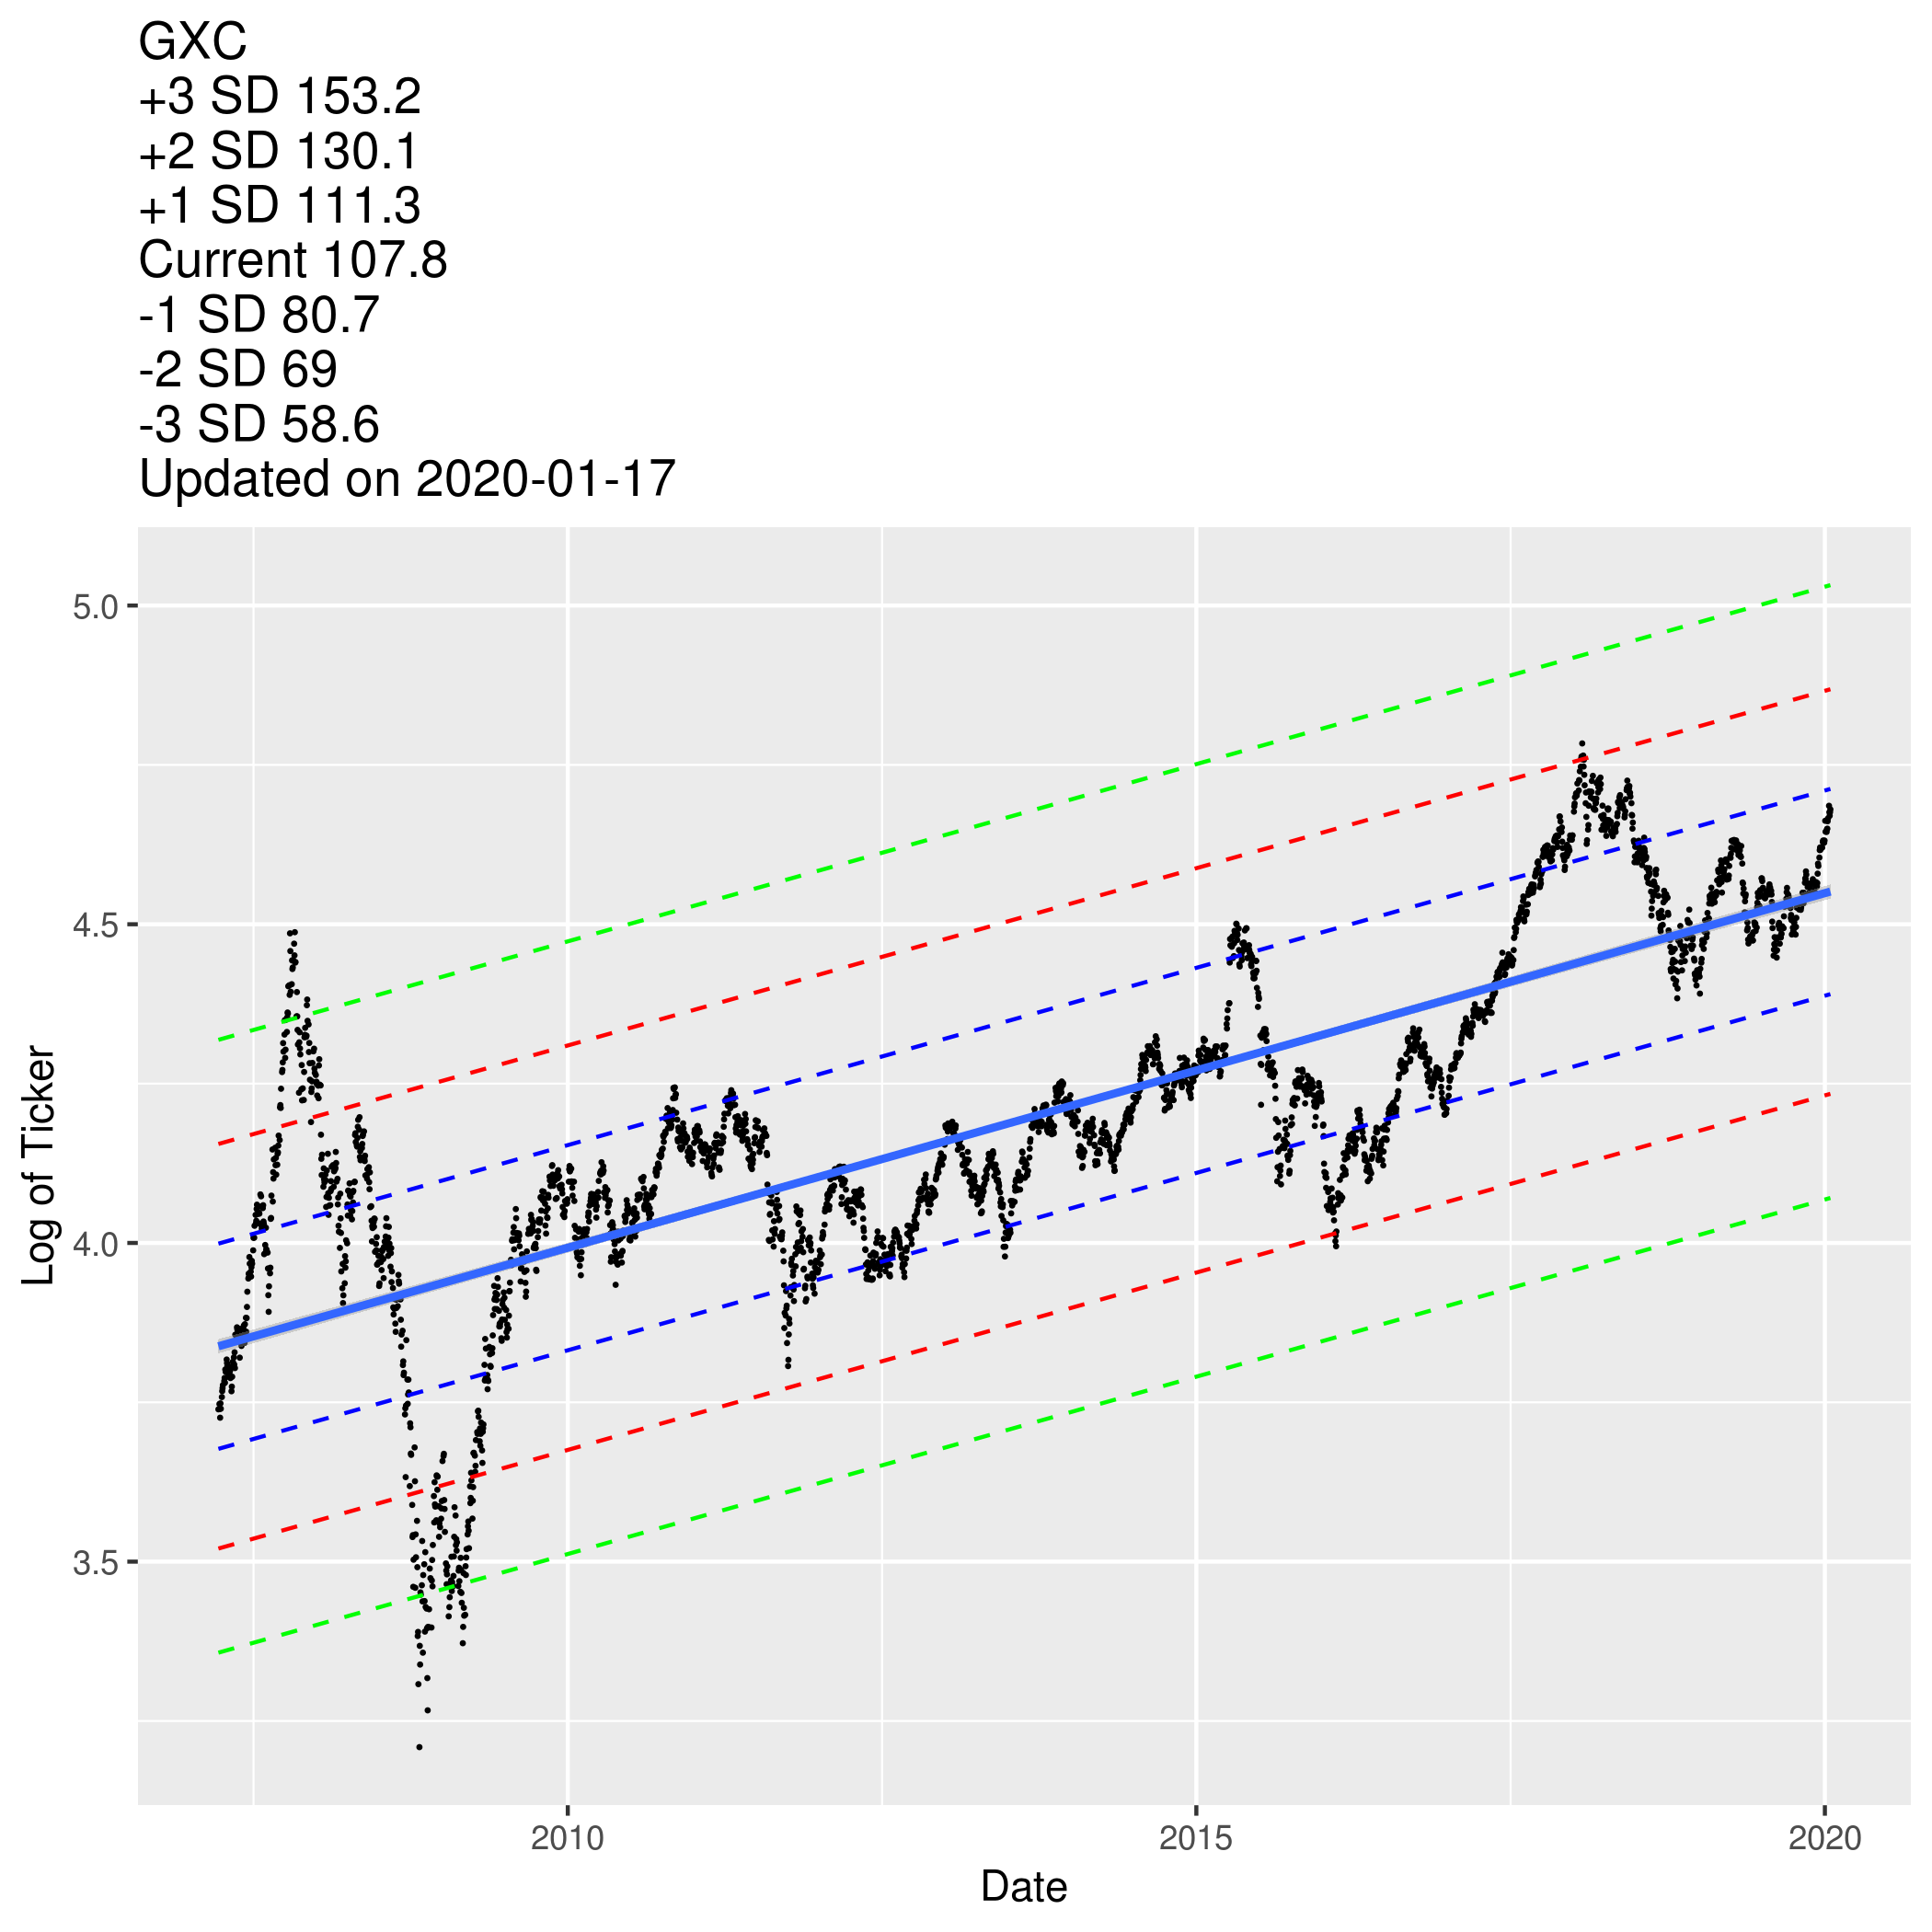 GXC
+3 SD 153.2
+2 SD 130.1
+1 SD 111.3
Current 107.8
-1 SD 80.7
-2 SD 69
-3 SD 58.6
Updated on 2020-01-17
5.0
4.5
4.0
3.5
Log of Ticker
2010
2015
2020
Date